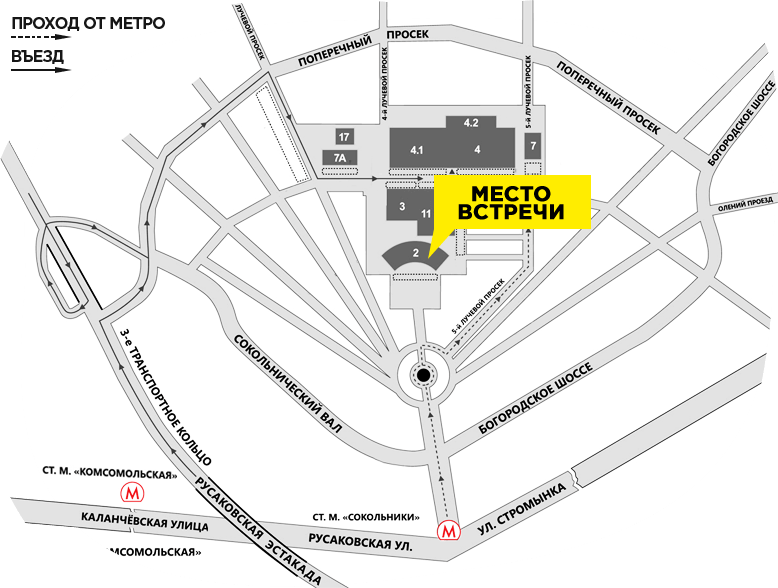 ПРОХОД ОТ МЕТРО
ВЪЕЗД
ЛУЧЕВОЙ ПРОСЕК
ПОПЕРЕЧНЫЙ ПРОСЕК
4-й ЛУЧЕВОЙ ПРОСЕК
5-й ЛУЧЕВОЙ ПРОСЕК
ПОПЕРЕЧНЫЙ ПРОСЕК
БОГОРОДСКОЕ ШОССЕ
ОЛЕНИЙ ПРОЕЗД
17
7А
4.1
4.2
4
7
3
11
2
МЕСТО
ВСТРЕЧИ
5-й ЛУЧЕВОЙ ПРОСЕК
3-е ТРАНСПОРТНОЕ КОЛЬЦО
СОКОЛЬНИЧЕСКИЙ ВАЛ
БОГОРОДСКОЕ ШОССЕ
СТ. М. «КОМСОМОЛЬСКАЯ»
М
КАЛАНЧЁВСКАЯ УЛИЦА
РУСАКОВСКАЯ ЭСТАКАДА
СТ. М. «СОКОЛЬНИКИ»
М
РУСАКОВСКАЯ УЛ.
УЛ. СТРОМЫНКА
МСОМОЛЬСКАЯ»